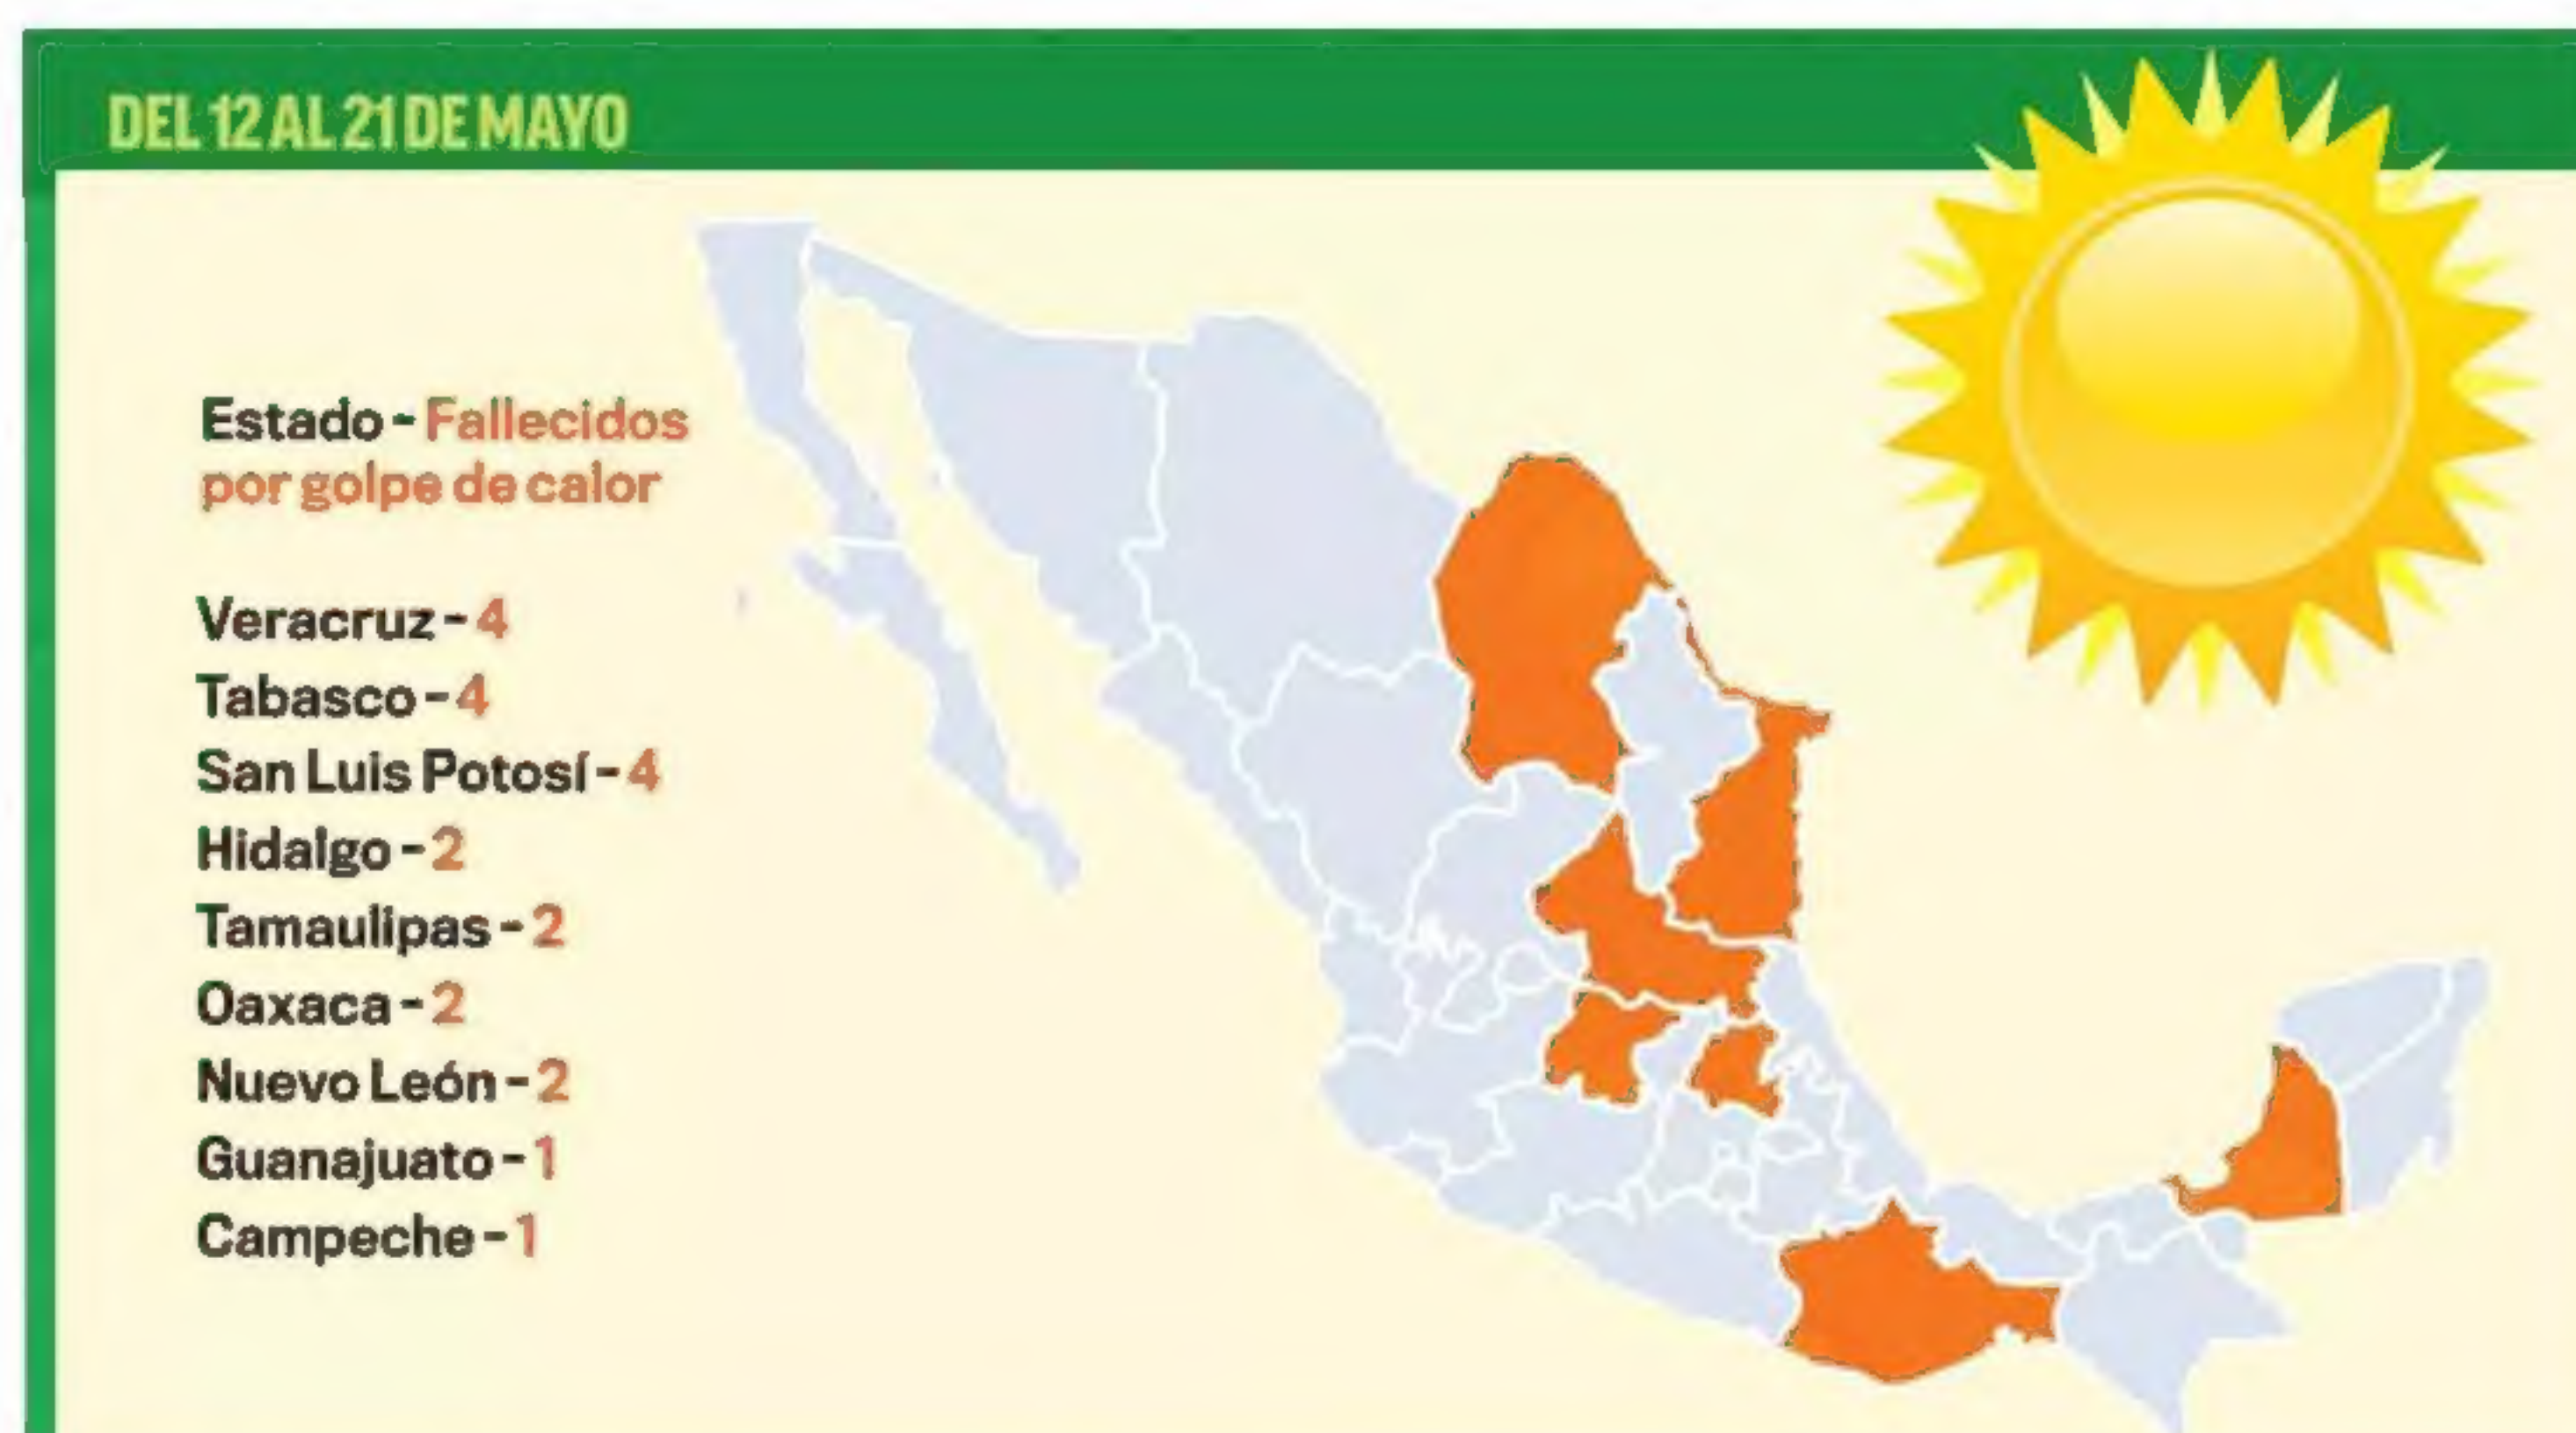 DEL 12 AL 21 DE MAYO
Estado - Fallecidos
por golpe de calor
Veracruz - 4
Tabasco - 4
San Luis Potosí - 4
Hidalgo - 2
Tamaulipas - 2
Oaxaca - 2
Nuevo León - 2
Guanajuato - 1
Campeche - 1